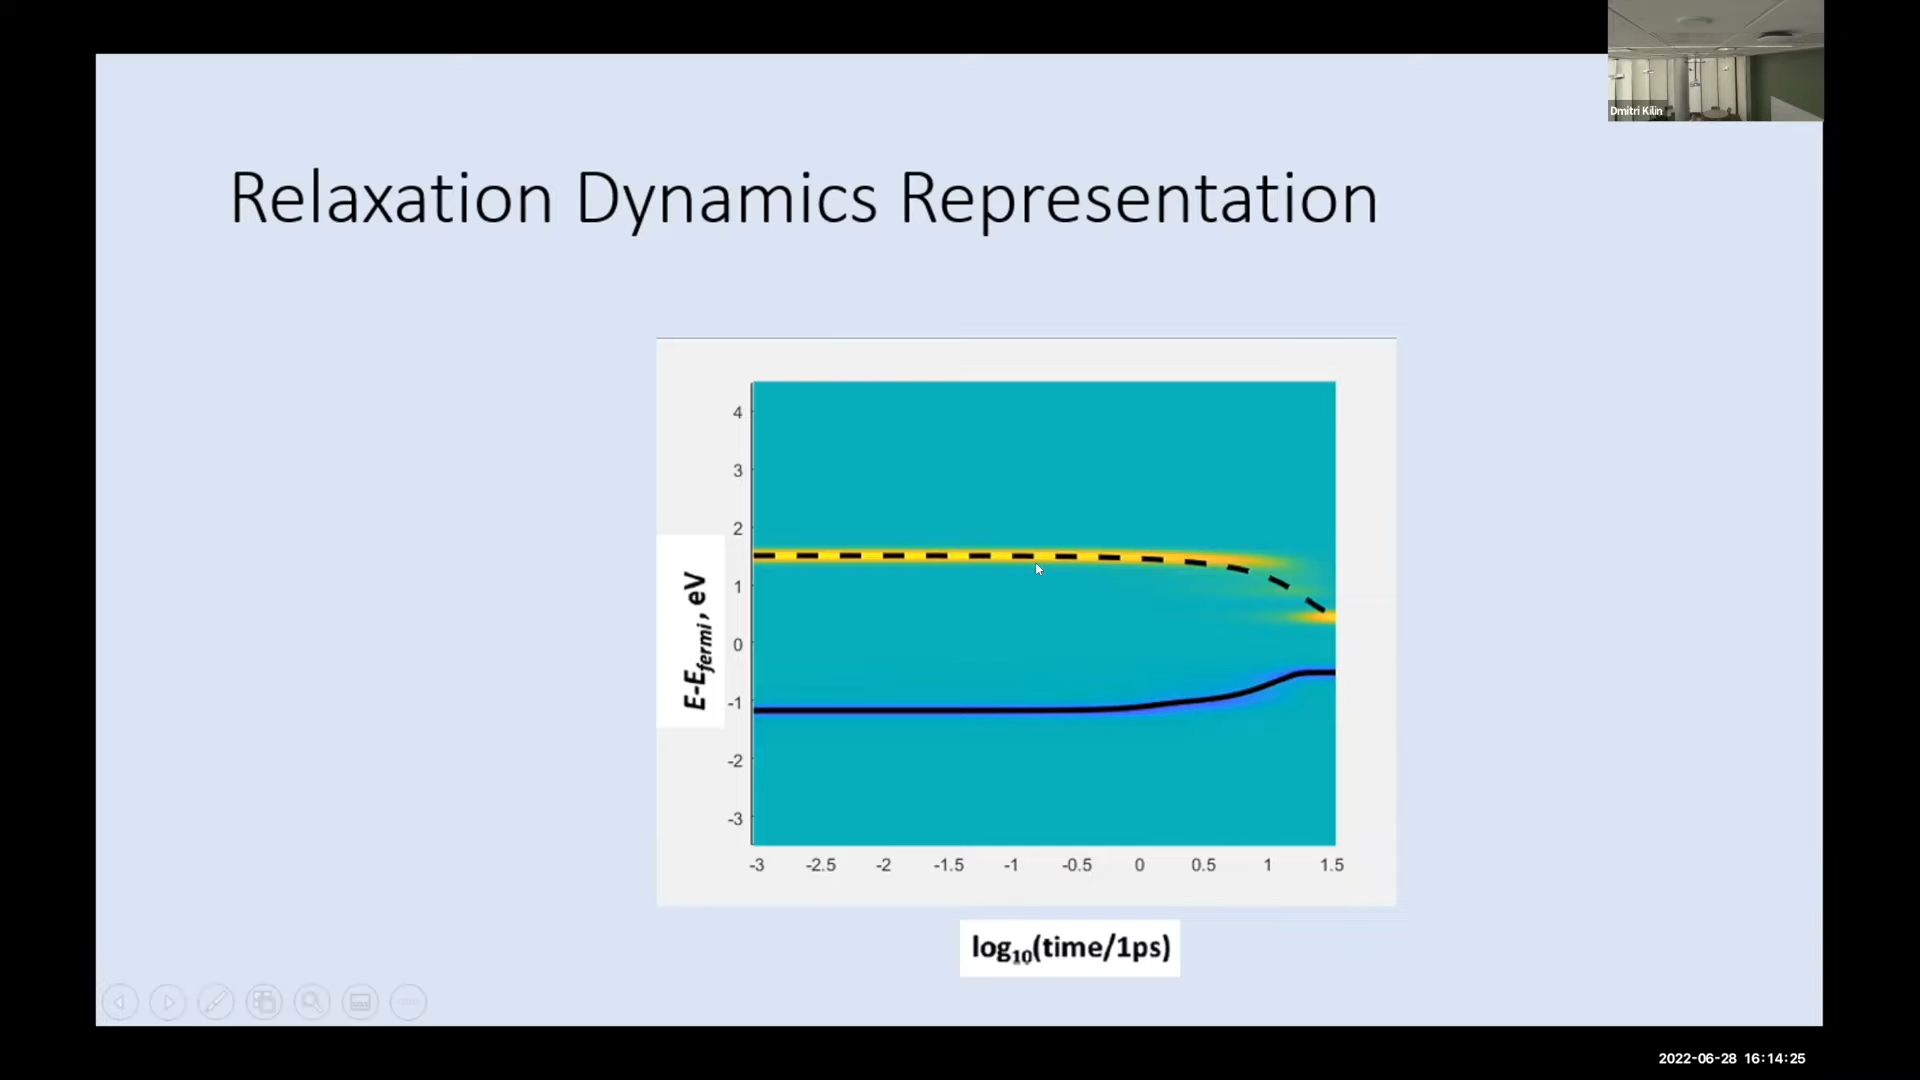 Dmitri Kilin
Relaxation Dynamics Representation
4
3
2
1
0
-1
-2
-3
E-Efermi, eV
-3 -2.5 -2 -1.5 -1 -0.5 0 0.5 1 1.5
log10(time/1ps)
2022-06-28 16:14:25